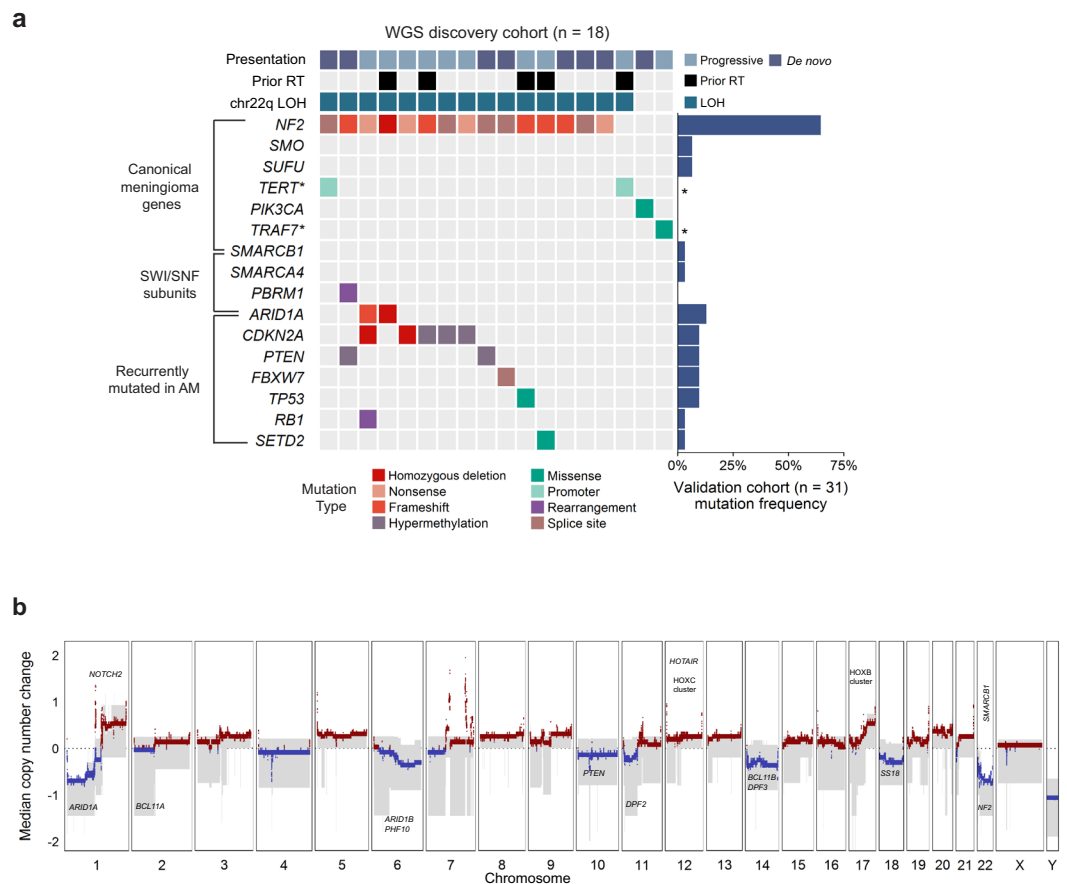 a
WGS discovery cohort (n = 18)
Presentation
Progressive
De novo
Prior RT
Prior RT
chr22q LOH
LOH
Canonical
meningioma
genes
NF2
SMO
SUFU
TERT*
*
PIK3CA
TRAF7*
*
SWI/SNF
subunits
SMARCB1
SMARCA4
PBRM1
ARID1A
Recurrently
mutated in AM
CDKN2A
PTEN
FBXW7
TP53
RB1
SETD2
0% 25% 50% 75%
Validation cohort (n = 31)
mutation frequency
Mutation
Type
Homozygous deletion
Nonsense
Frameshift
Hypermethylation
Missense
Promoter
Rearrangement
Splice site
b
Median copy number change
2
1
0
-1
-2
NOTCH2
ARID1A
BCL11A
ARID1B
PHF10
PTEN
DPF2
HOTAIR
HOXC
cluster
BCL11B
DPF3
HOXB
cluster
SS18
SMARCB1
NF2
1 2 3 4 5 6 7 8 9 10 11 12 13 14 15 16 17 18 19 20 21 22 X Y
Chromosome